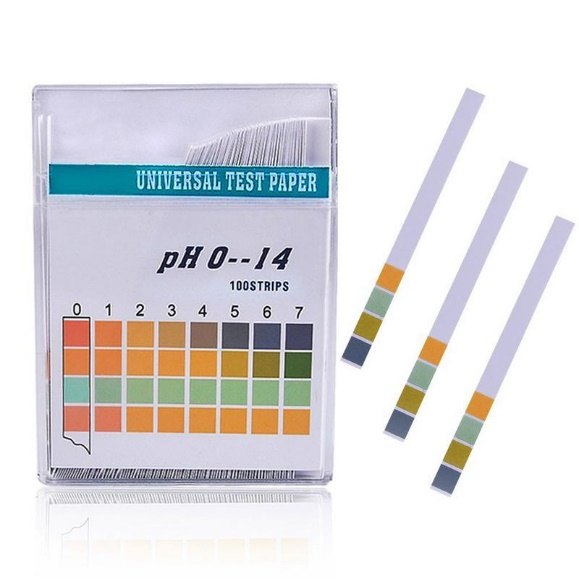 UNIVERSAL TEST PAPER
pH 0--14
100STRIPS
0 1 2 3 4 5 6 7